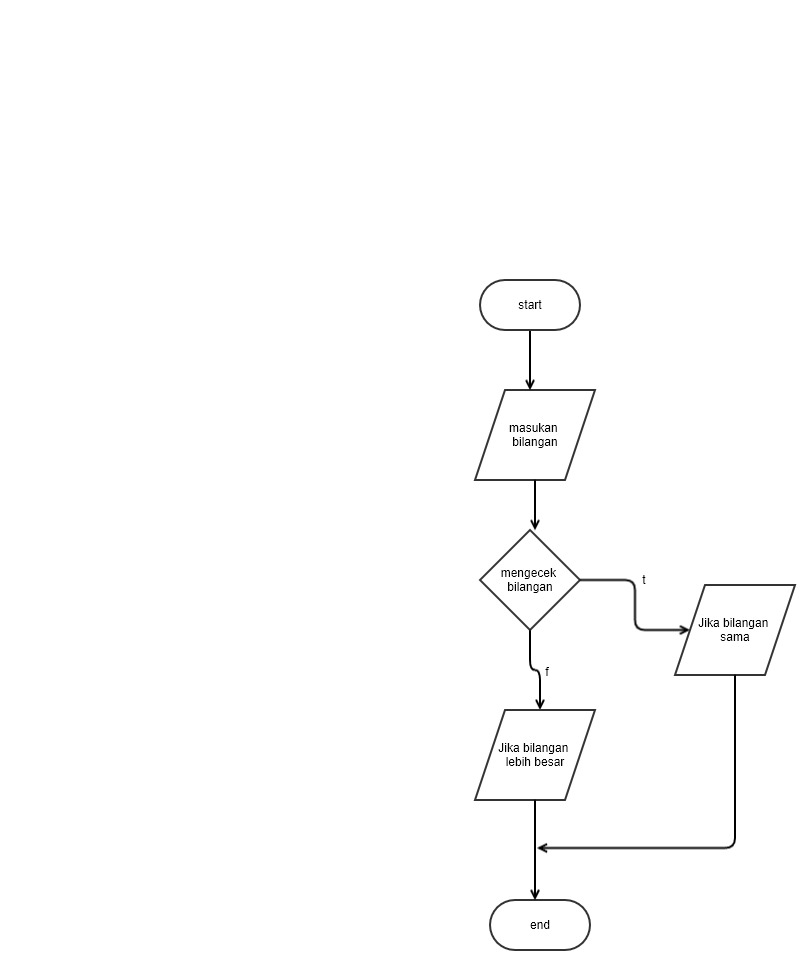 start
masukan
bilangan
mengecek
bilangan
t
Jika bilangan
sama
f
Jika bilangan
lebih besar
end